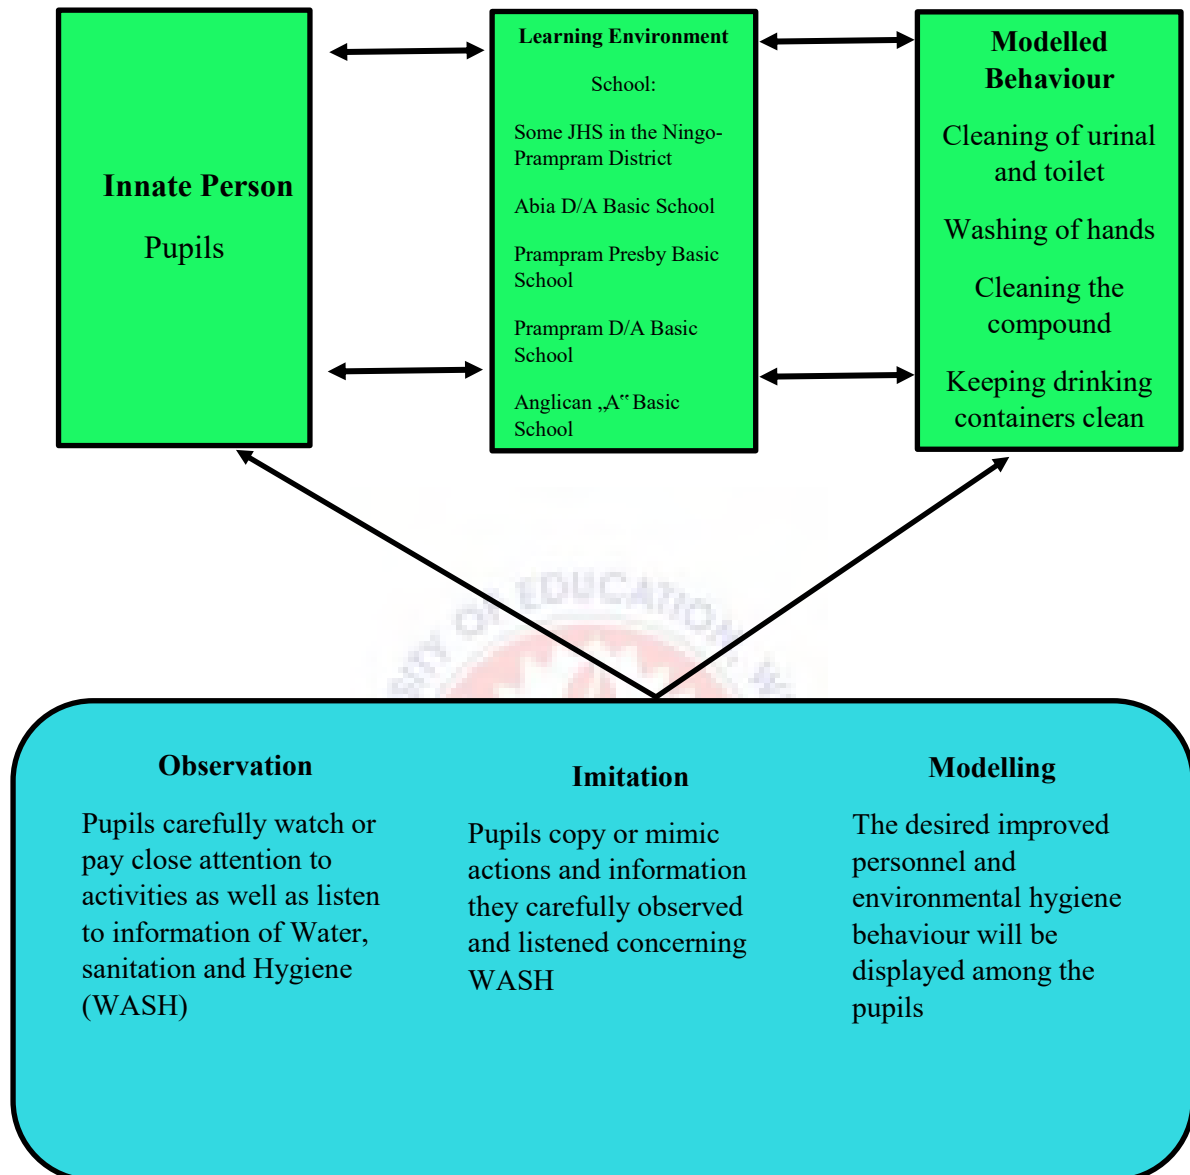 Innate Person
Pupils
Learning Environment
School:
Some JHS in the Ningo-
Prampram District
Abia D/A Basic School
Prampram Presby Basic
School
Prampram D/A Basic
School
Anglican „A‟ Basic
School
Modelled
Behaviour
Cleaning of urinal
and toilet
Washing of hands
Cleaning the
compound
Keeping drinking
containers clean
OF EDUCATION, W
Observation
Pupils carefully watch or
pay close attention to
activities as well as listen
to information of Water,
sanitation and Hygiene
(WASH)
Imitation
Pupils copy or mimic
actions and information
they carefully observed
and listened concerning
WASH
Modelling
The desired improved
personnel and
environmental hygiene
behaviour will be
displayed among the
pupils